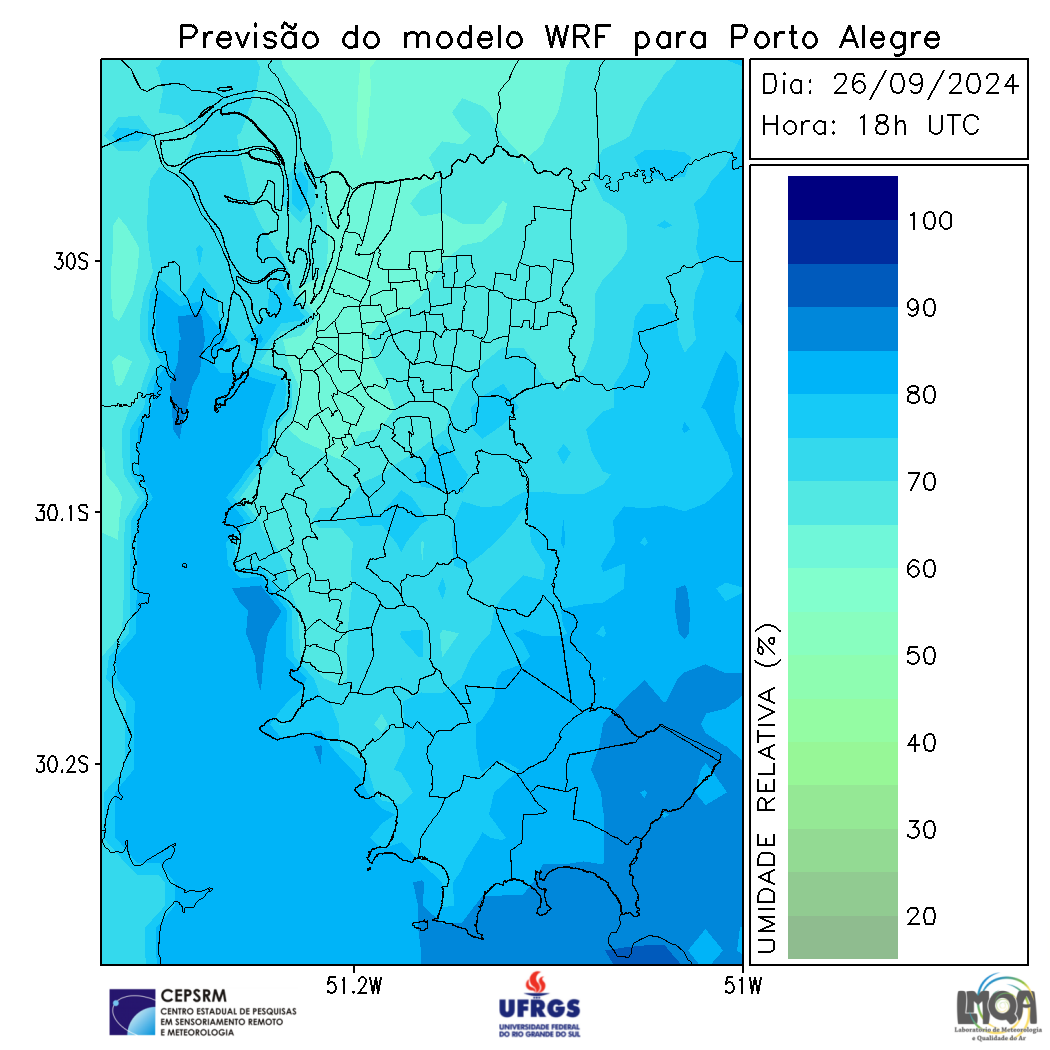 Previsão do modelo WRF para Porto Alegre
Dia: 26/09/2024
Hora: 18h UTC
30S
30.1S
30.2S
51.2W
51W
100
90
80
70
60
50
40
30
20
UMIDADE RELATIVA (%)
CEPSRM
CENTRO ESTADUAL DE PESQUISAS
EM SENSORIAMENTO REMOTO
E METEOROLOGIA
UFRGS
UNIVERSIDADE FEDERAL
DO RIO GRANDE DO SUL
LMQA
Laboratório de Meteorologia
e Qualidade do Ar